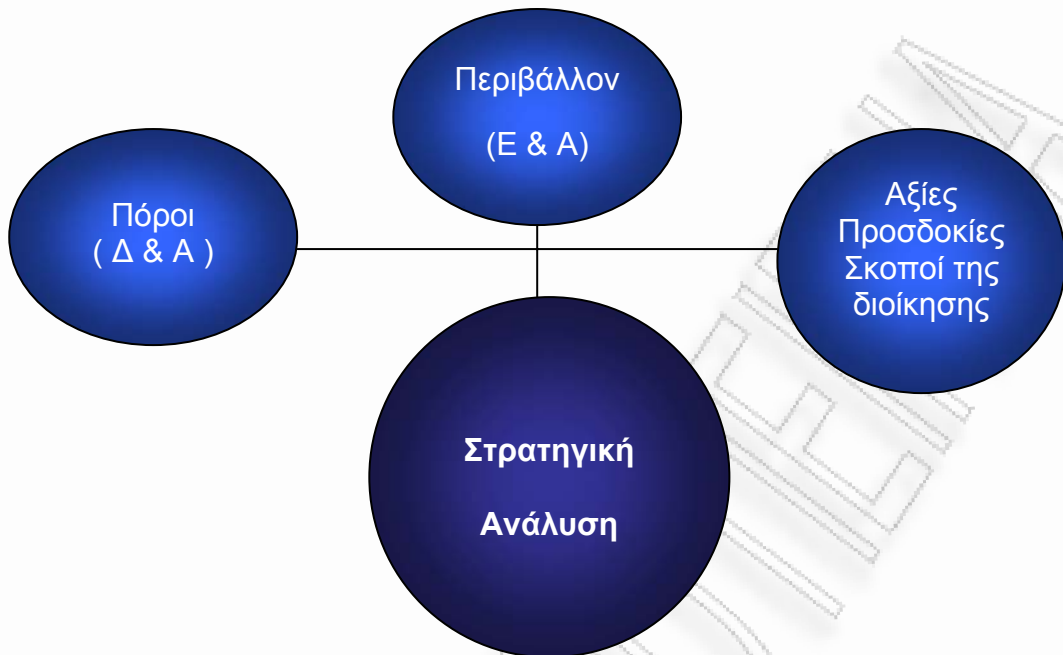 Περιβάλλον
(Ε & Α)
Πόροι
( Δ & Α )
Αξίες
Προσδοκίες
Σκοποί της
διοίκησης
Στρατηγική
Ανάλυση